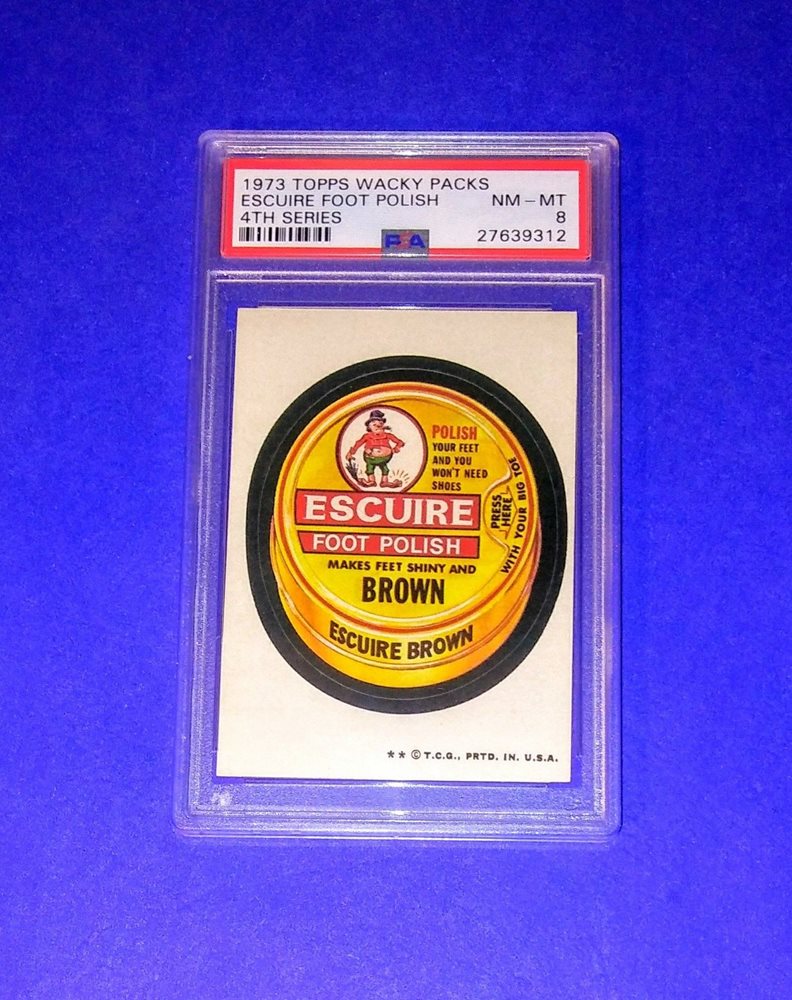 1973 TOPPS WACKY PACKS
ESCUIRE FOOT POLISH NM – MT
4TH SERIES 8
PSA 27639312
POLISH
YOUR FEET
AND YOU
WON'T NEED
SHOES
PRESS
HERE
WITH YOUR BIG TOE
ESCUIRE
FOOT POLISH
MAKES FEET SHINY AND
BROWN
ESCUIRE BROWN
** ©T.C.G., PRTD. IN. U.S.A.